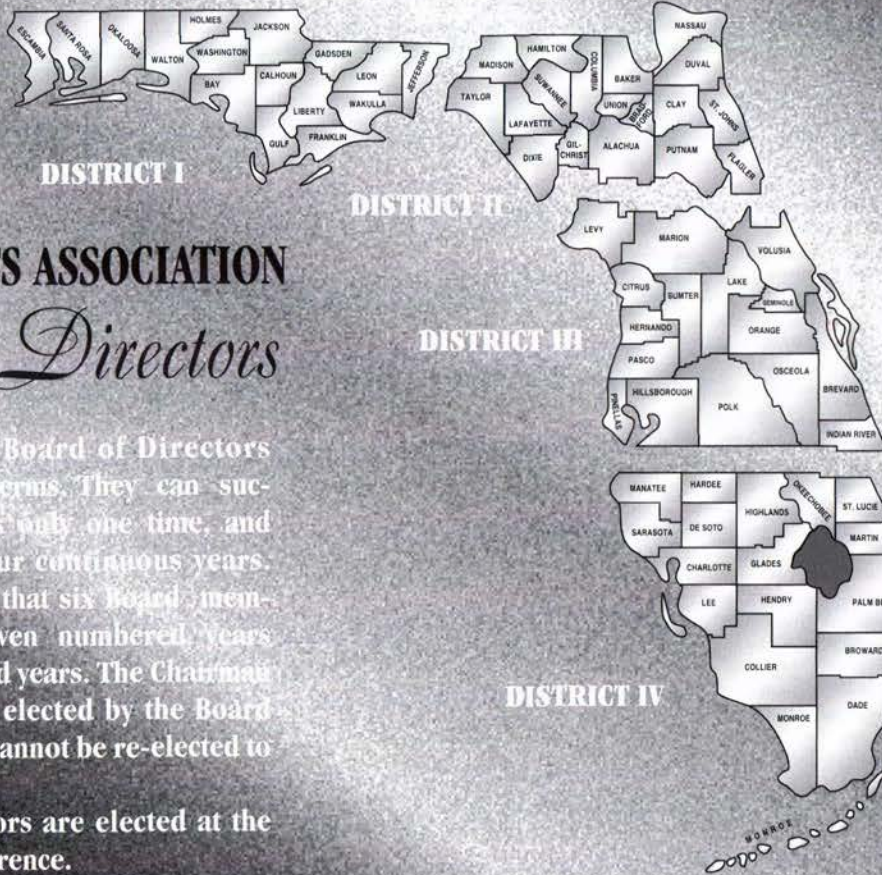 HOLMES
JACKSON
ESCAMBIA
SANTA ROSA
OKALOOSA
WALTON
WASHINGTON
GADSDEN
BAY
CALHOUN
LEON
JEFFERSON
LIBERTY
WAKULLA
GULF
FRANKLIN
DISTRICT I
NASSAU
HAMILTON
MADISON
COLUMBIA
BAKER
DUVAL
TAYLOR
SUWANNEE
UNION
BRAD-
FORD
CLAY
ST. JOHNS
LAFAYETTE
DIXIE
GIL-
CHRIST
ALACHUA
PUTNAM
FLAGLER
DISTRICT II
LEVY
MARION
VOLUSIA
CITRUS
SUMTER
LAKE
SEMINOLE
HERNANDO
ORANGE
PASCO
OSCEOLA
PINELLAS
HILLSBOROUGH
POLK
BREVARD
INDIAN RIVER
DISTRICT III
S ASSOCIATION
Directors
Board of Directors
erms. They can suc-
only one time, and
ur continuous years.
that six Board mem-
ven numbered years
d years. The Chairman
elected by the Board
annot be re-elected to
ors are elected at the
rence.
MANATEE
HARDEE
HIGHLANDS
OKEECHOBEE
ST. LUCIE
SARASOTA
DE SOTO
MARTIN
CHARLOTTE
GLADES
LEE
HENDRY
PALM B
BROWARD
COLLIER
DADE
MONROE
DISTRICT IV
MONROE